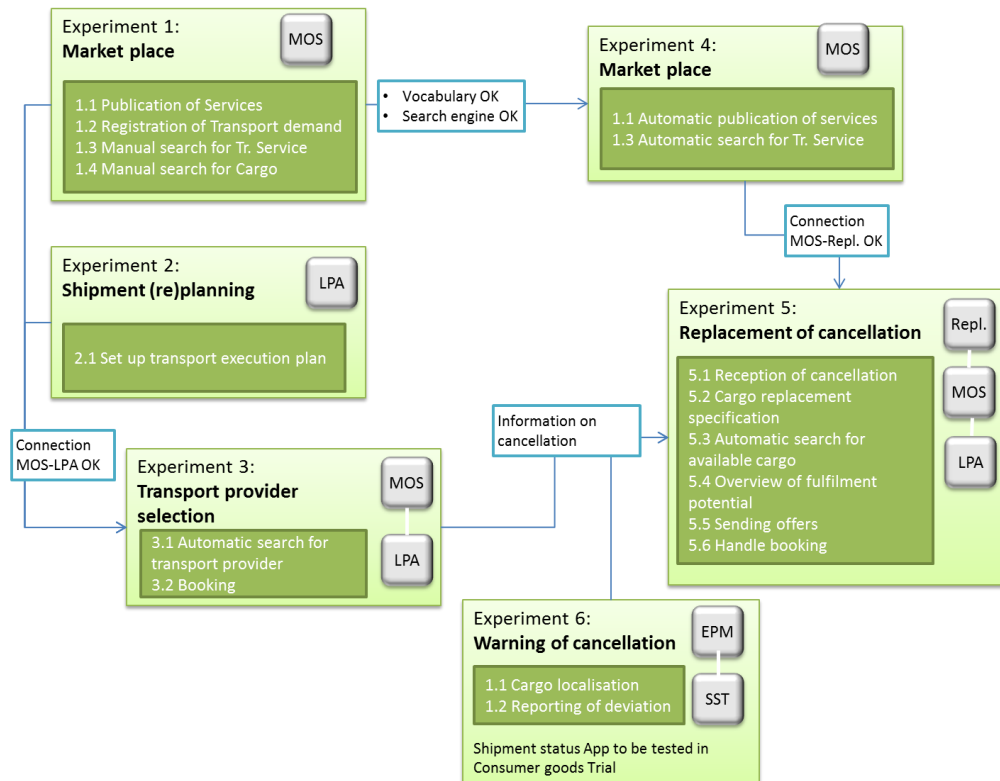 Experiment 1:
Market place
MOS
1.1 Publication of Services
1.2 Registration of Transport demand
1.3 Manual search for Tr. Service
1.4 Manual search for Cargo
• Vocabulary OK
• Search engine OK
Experiment 4:
Market place
MOS
1.1 Automatic publication of services
1.3 Automatic search for Tr. Service
Connection
MOS-Repl. OK
Experiment 2:
Shipment (re)planning
LPA
2.1 Set up transport execution plan
Connection
MOS-LPA OK
Experiment 3:
Transport provider
selection
MOS
LPA
3.1 Automatic search for
transport provider
3.2 Booking
Information on
cancellation
Experiment 5:
Replacement of cancellation
Repl.
MOS
LPA
5.1 Reception of cancellation
5.2 Cargo replacement
specification
5.3 Automatic search for
available cargo
5.4 Overview of fulfilment
potential
5.5 Sending offers
5.6 Handle booking
Experiment 6:
Warning of cancellation
EPM
SST
1.1 Cargo localisation
1.2 Reporting of deviation
Shipment status App to be tested in
Consumer goods Trial